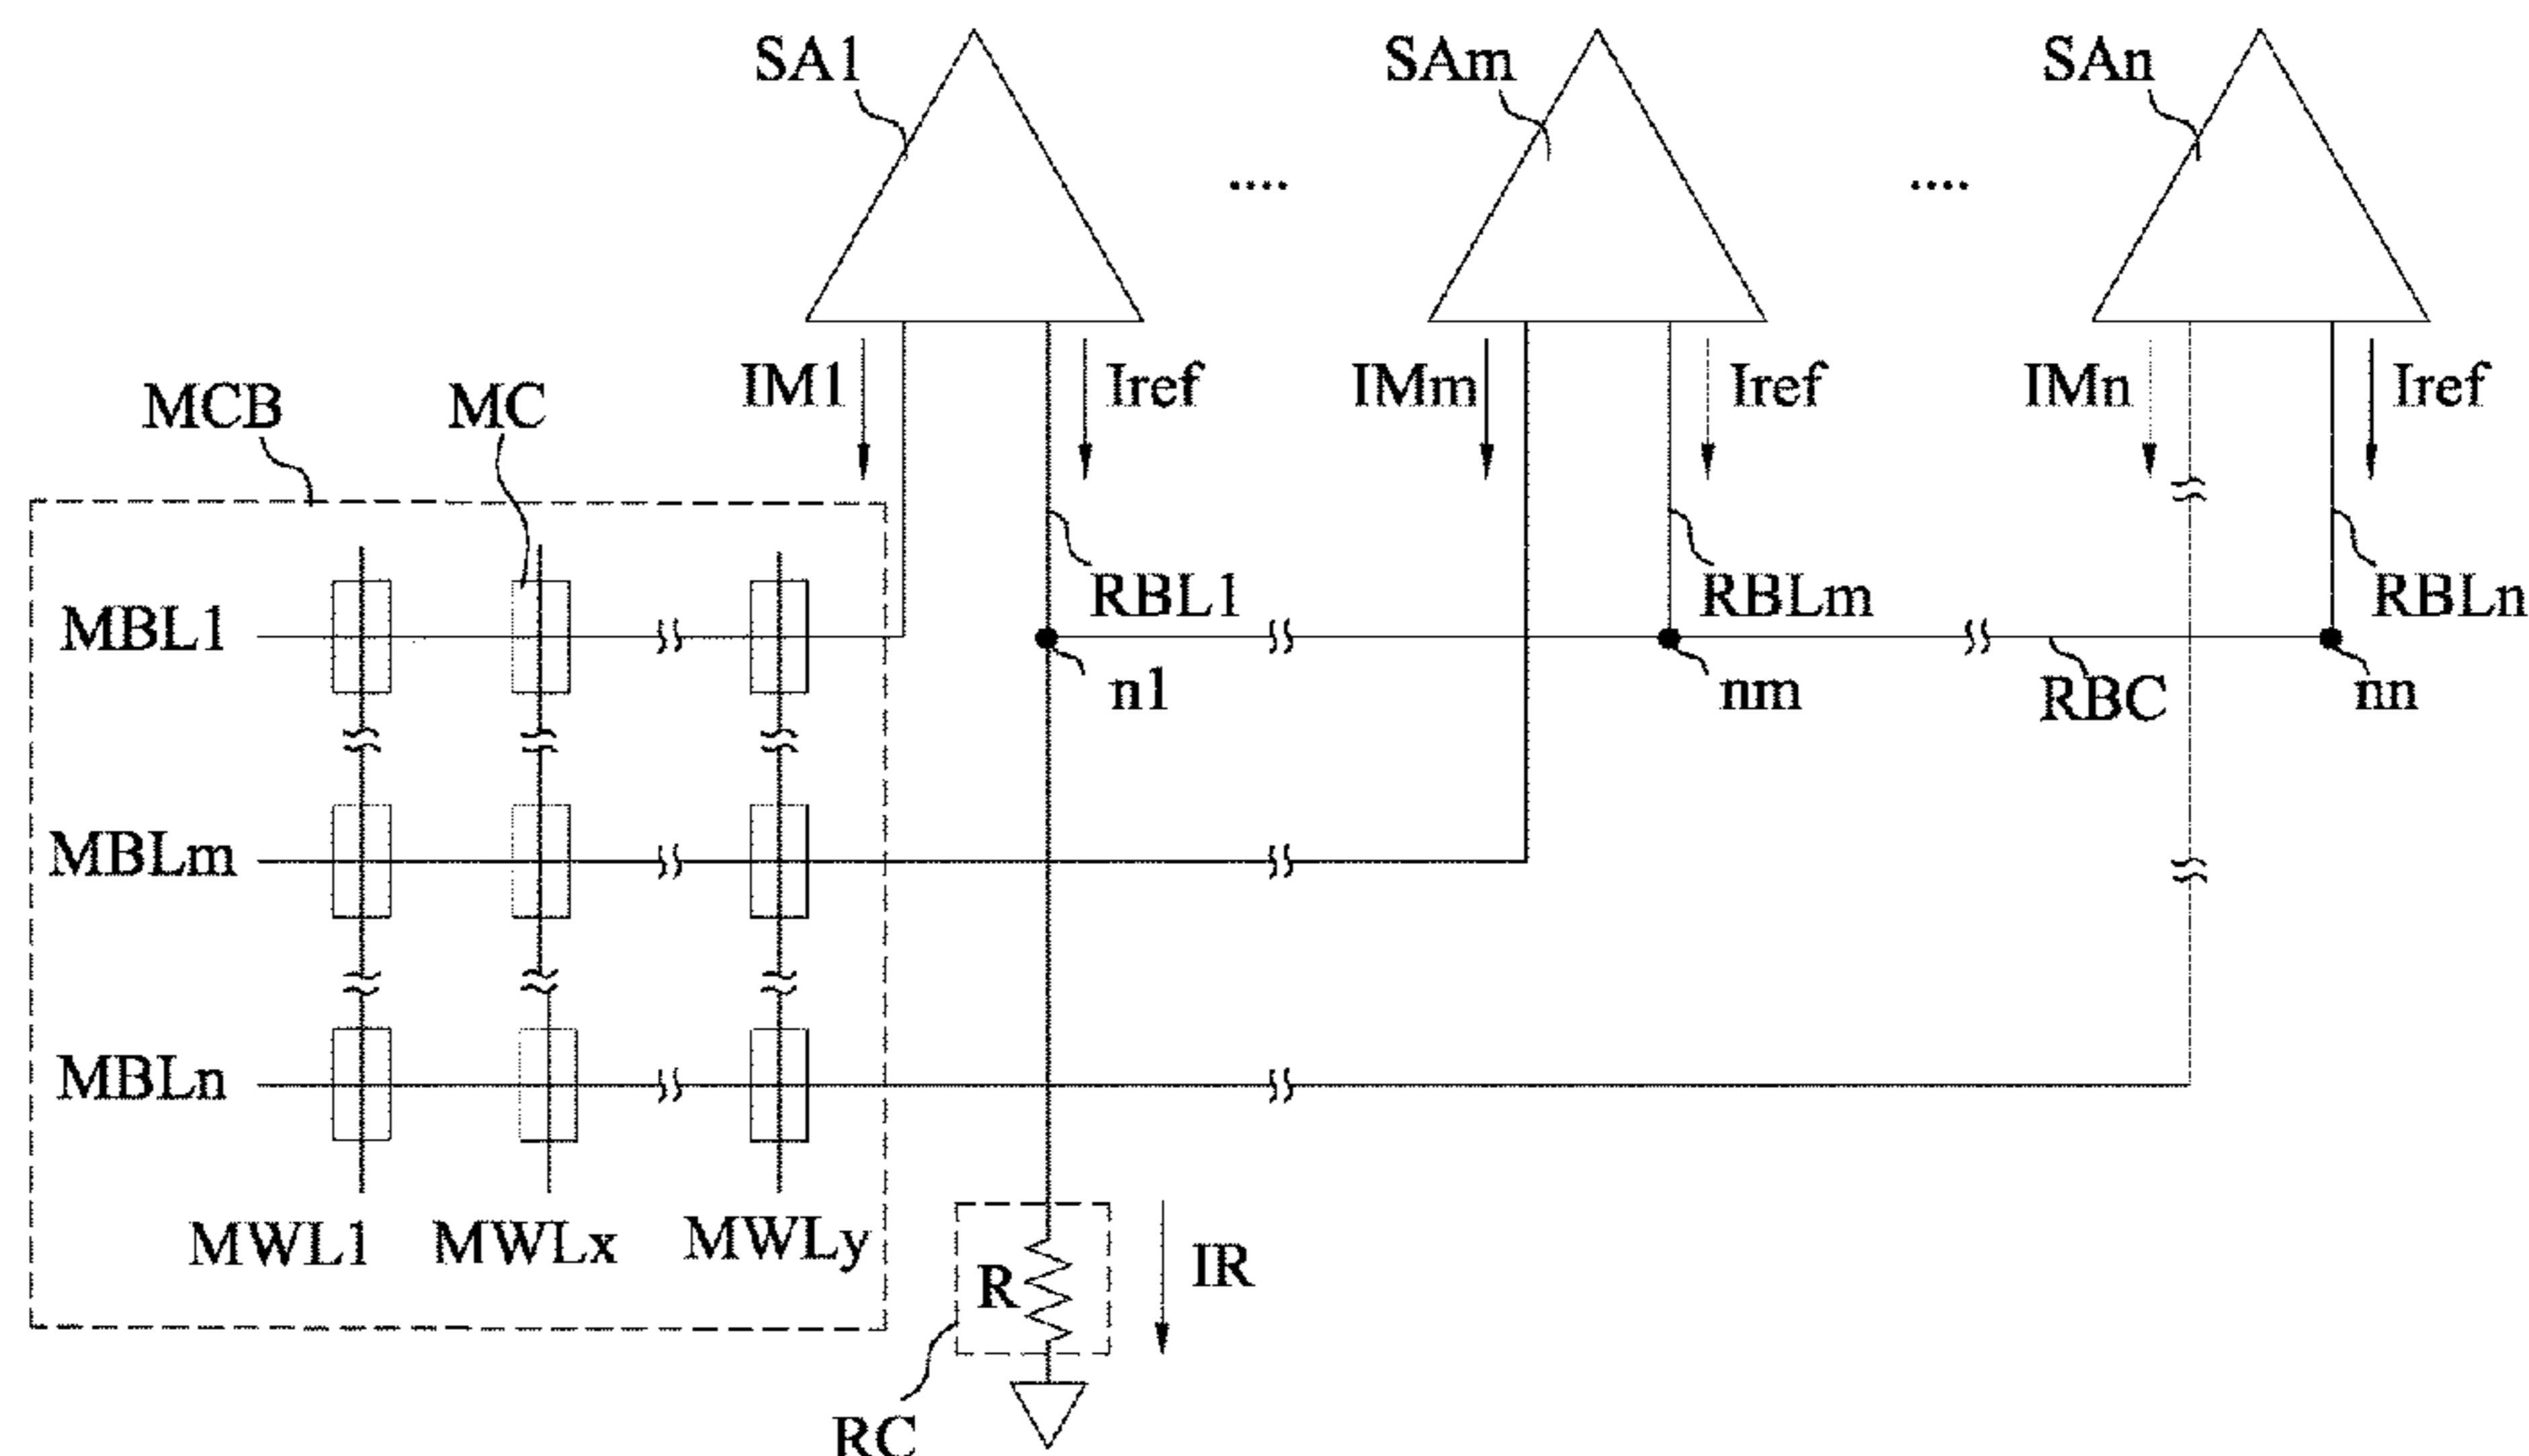 SA1 SAm SAn
.... ....
IM1 Iref IMm Iref IMn Iref
MCB MC
RBL1 RBLm RBLn
MBL1
n1 nm RBC nn
MBLm
MBLn
MWL1 MWLx MWLy
R IR
RC